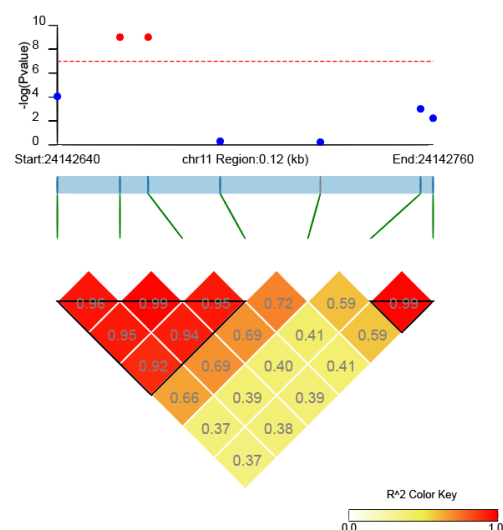 10
8
6
4
2
0
-log(Pvalue)
Start:24142640 chr11 Region:0.12 (kb) End:24142760
0.96 0.99 0.95 0.72 0.59 0.99
0.95 0.94 0.69 0.41 0.59
0.92 0.69 0.40 0.41
0.66 0.39 0.39
0.37 0.38
0.37
R^2 Color Key
0.0 1.0